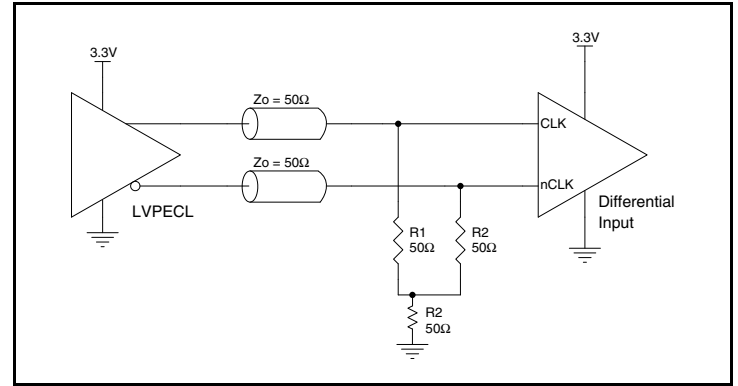 3.3V
3.3V
Zo = 50Ω
CLK
Zo = 50Ω
nCLK
LVPECL
Differential
Input
R1
50Ω
R2
50Ω
R2
50Ω